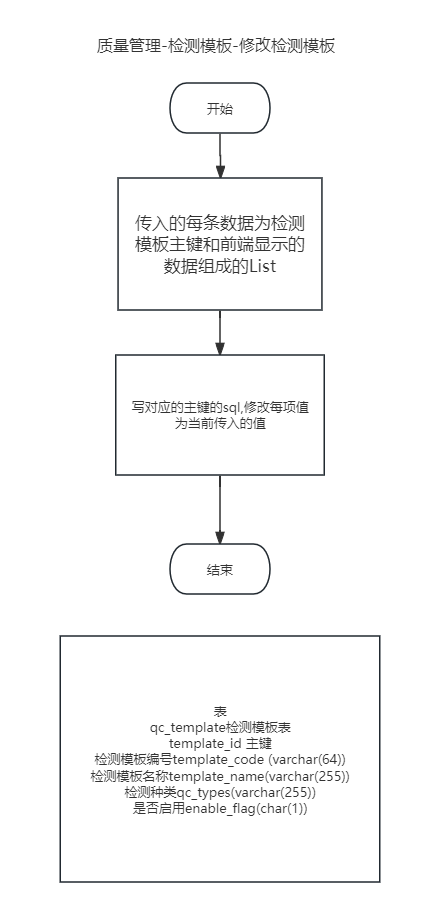 质量管理-检测模板-修改检测模板
开始
传入的每条数据为检测
模板主键和前端显示的
数据组成的List
写对应的主键的sql,修改每项值
为当前传入的值
结束
表
qc_template检测模板表
template_id 主键
检测模板编号template_code (varchar(64))
检测模板名称template_name(varchar(255))
检测种类qc_types(varchar(255))
是否启用enable_flag(char(1))